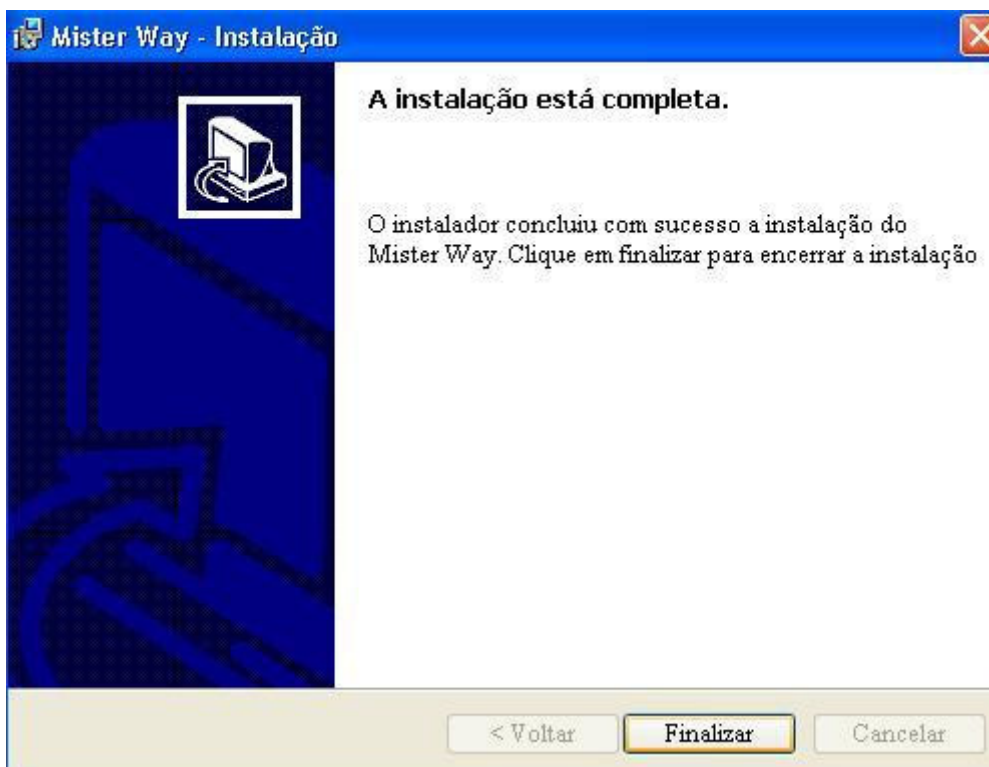 Mister Way - Instalação
A instalação está completa.
O instalador concluiu com sucesso a instalação do
Mister Way. Clique em finalizar para encerrar a instalação
< Voltar
Finalizar
Cancelar